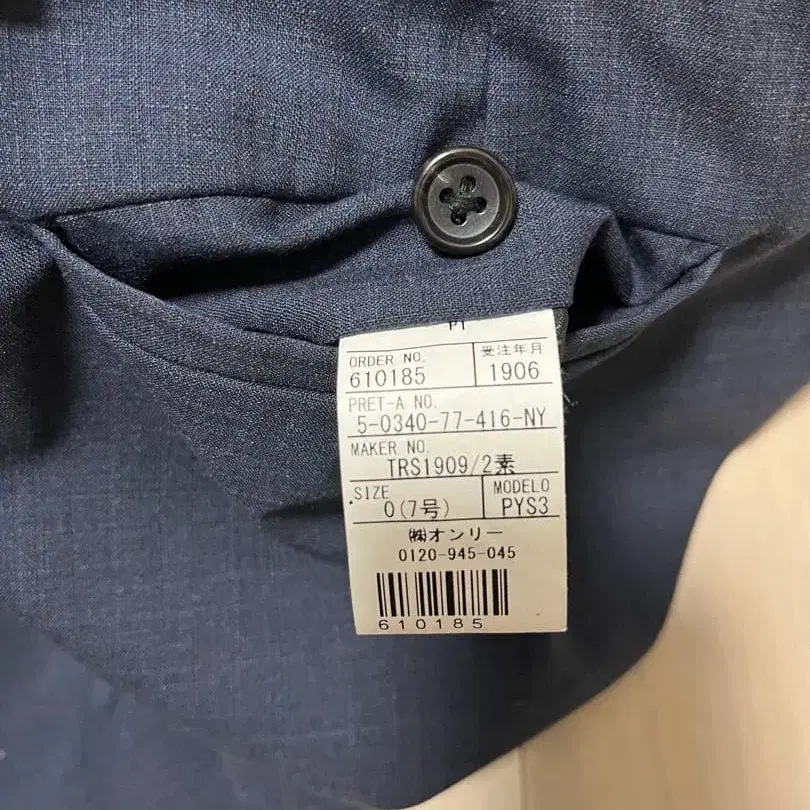 ORDER NO.
受注年月
610185
1906
PRET-A NO.
5-0340-77-416-NY
MAKER NO.
TRS1909/2素
SIZE
MODELO
0(7号)
PYS3
㈱オンリー
0120-945-045
610185